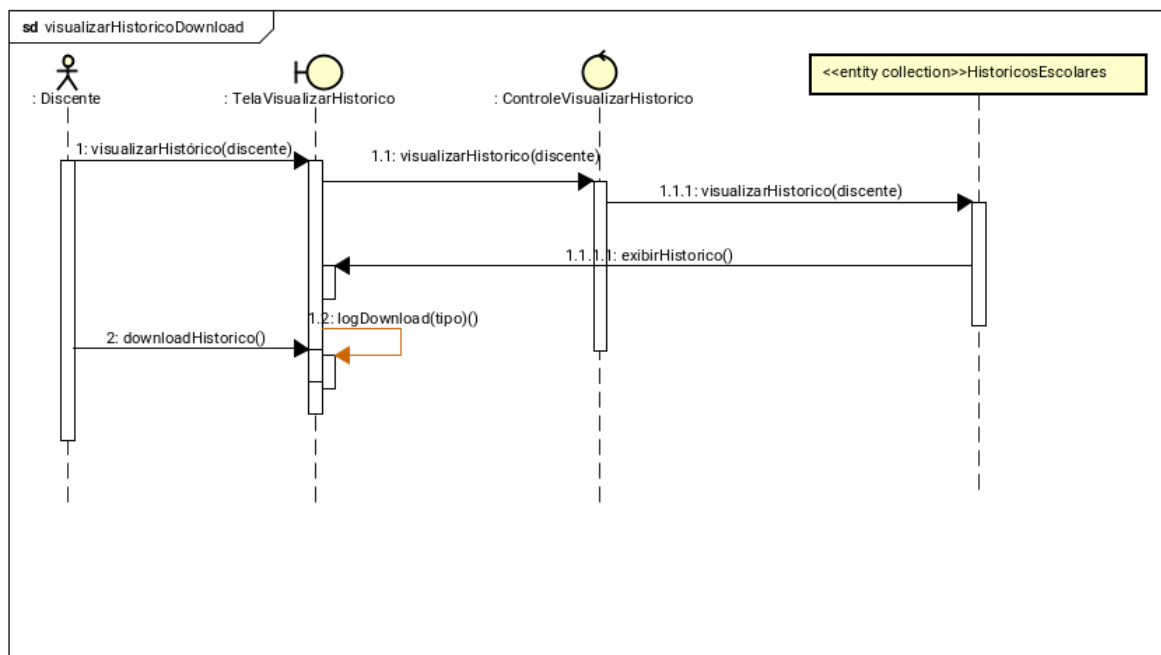 sd visualizarHistoricoDownload
<<entity collection>>HistoricosEscolares
: Discente
: TelaVisualizarHistorico
: ControleVisualizarHistorico
1: visualizarHistórico(discente)
1.1: visualizarHistorico(discente)
1.1.1: visualizarHistorico(discente)
1.1.1.1: exibirHistorico()
1.2: logDownload(tipo)()
2: downloadHistorico()